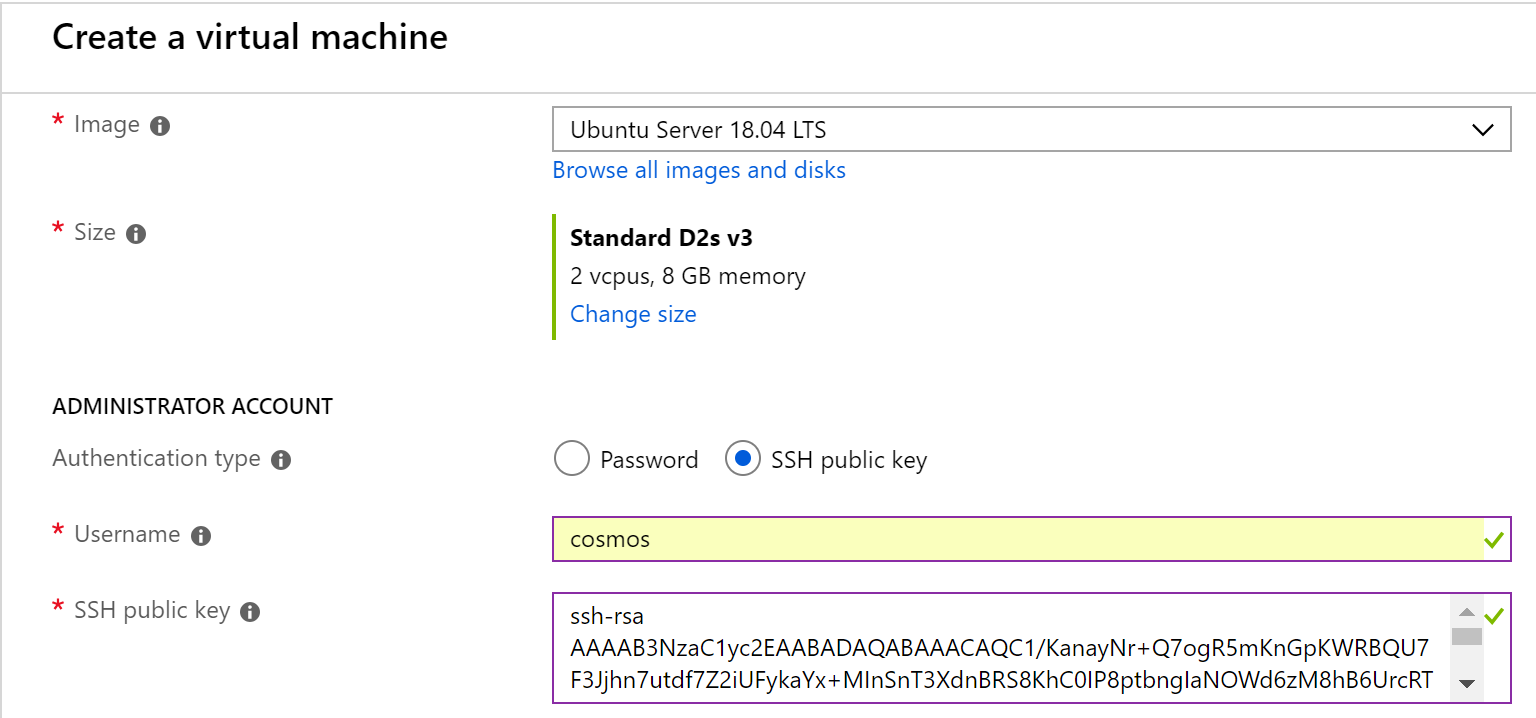 Create a virtual machine
* Image
Ubuntu Server 18.04 LTS
Browse all images and disks
* Size
Standard D2s v3
2 vcpus, 8 GB memory
Change size
ADMINISTRATOR ACCOUNT
Authentication type
Password SSH public key
* Username
cosmos
* SSH public key
ssh-rsa
AAAAB3NzaC1yc2EAABADAQABAAACAQC1/KanayNr+Q7ogR5mKnGpKWRBQU7
F3Jjhn7utdf7Z2iUFykaYx+MInSnT3XdnBRS8KhC0IP8ptbngIaNOWd6zM8hB6UrcRT